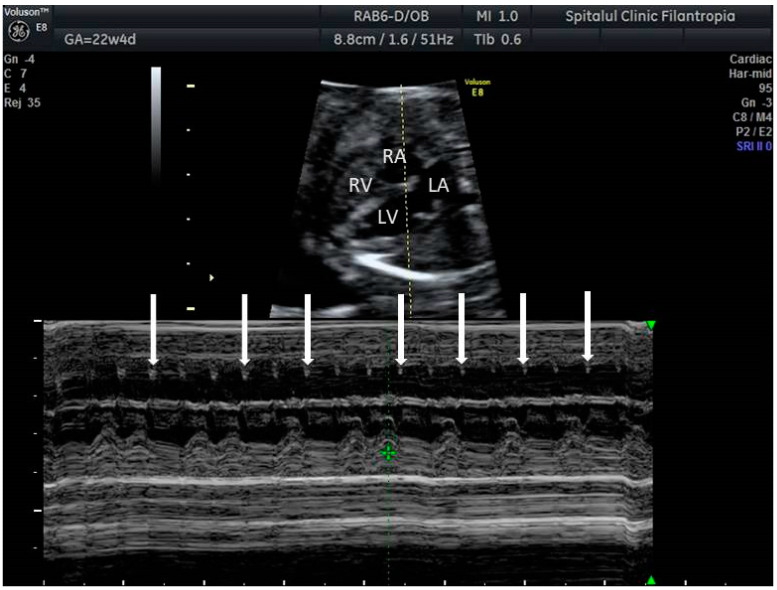 Voluson™
E8
RAB6-D/OB
MI 1.0
Spitalul Clinic Filantropia
GA=22w4d
8.8cm / 1.6 / 51Hz
TIb 0.6
Gn -4
C 7
E 4
Rej 35
Voluson
E8
Cardiac
Har-mid
95
Gn -3
C8 / M4
P2 / E2
SRI II 0
RA
RV
LA
LV